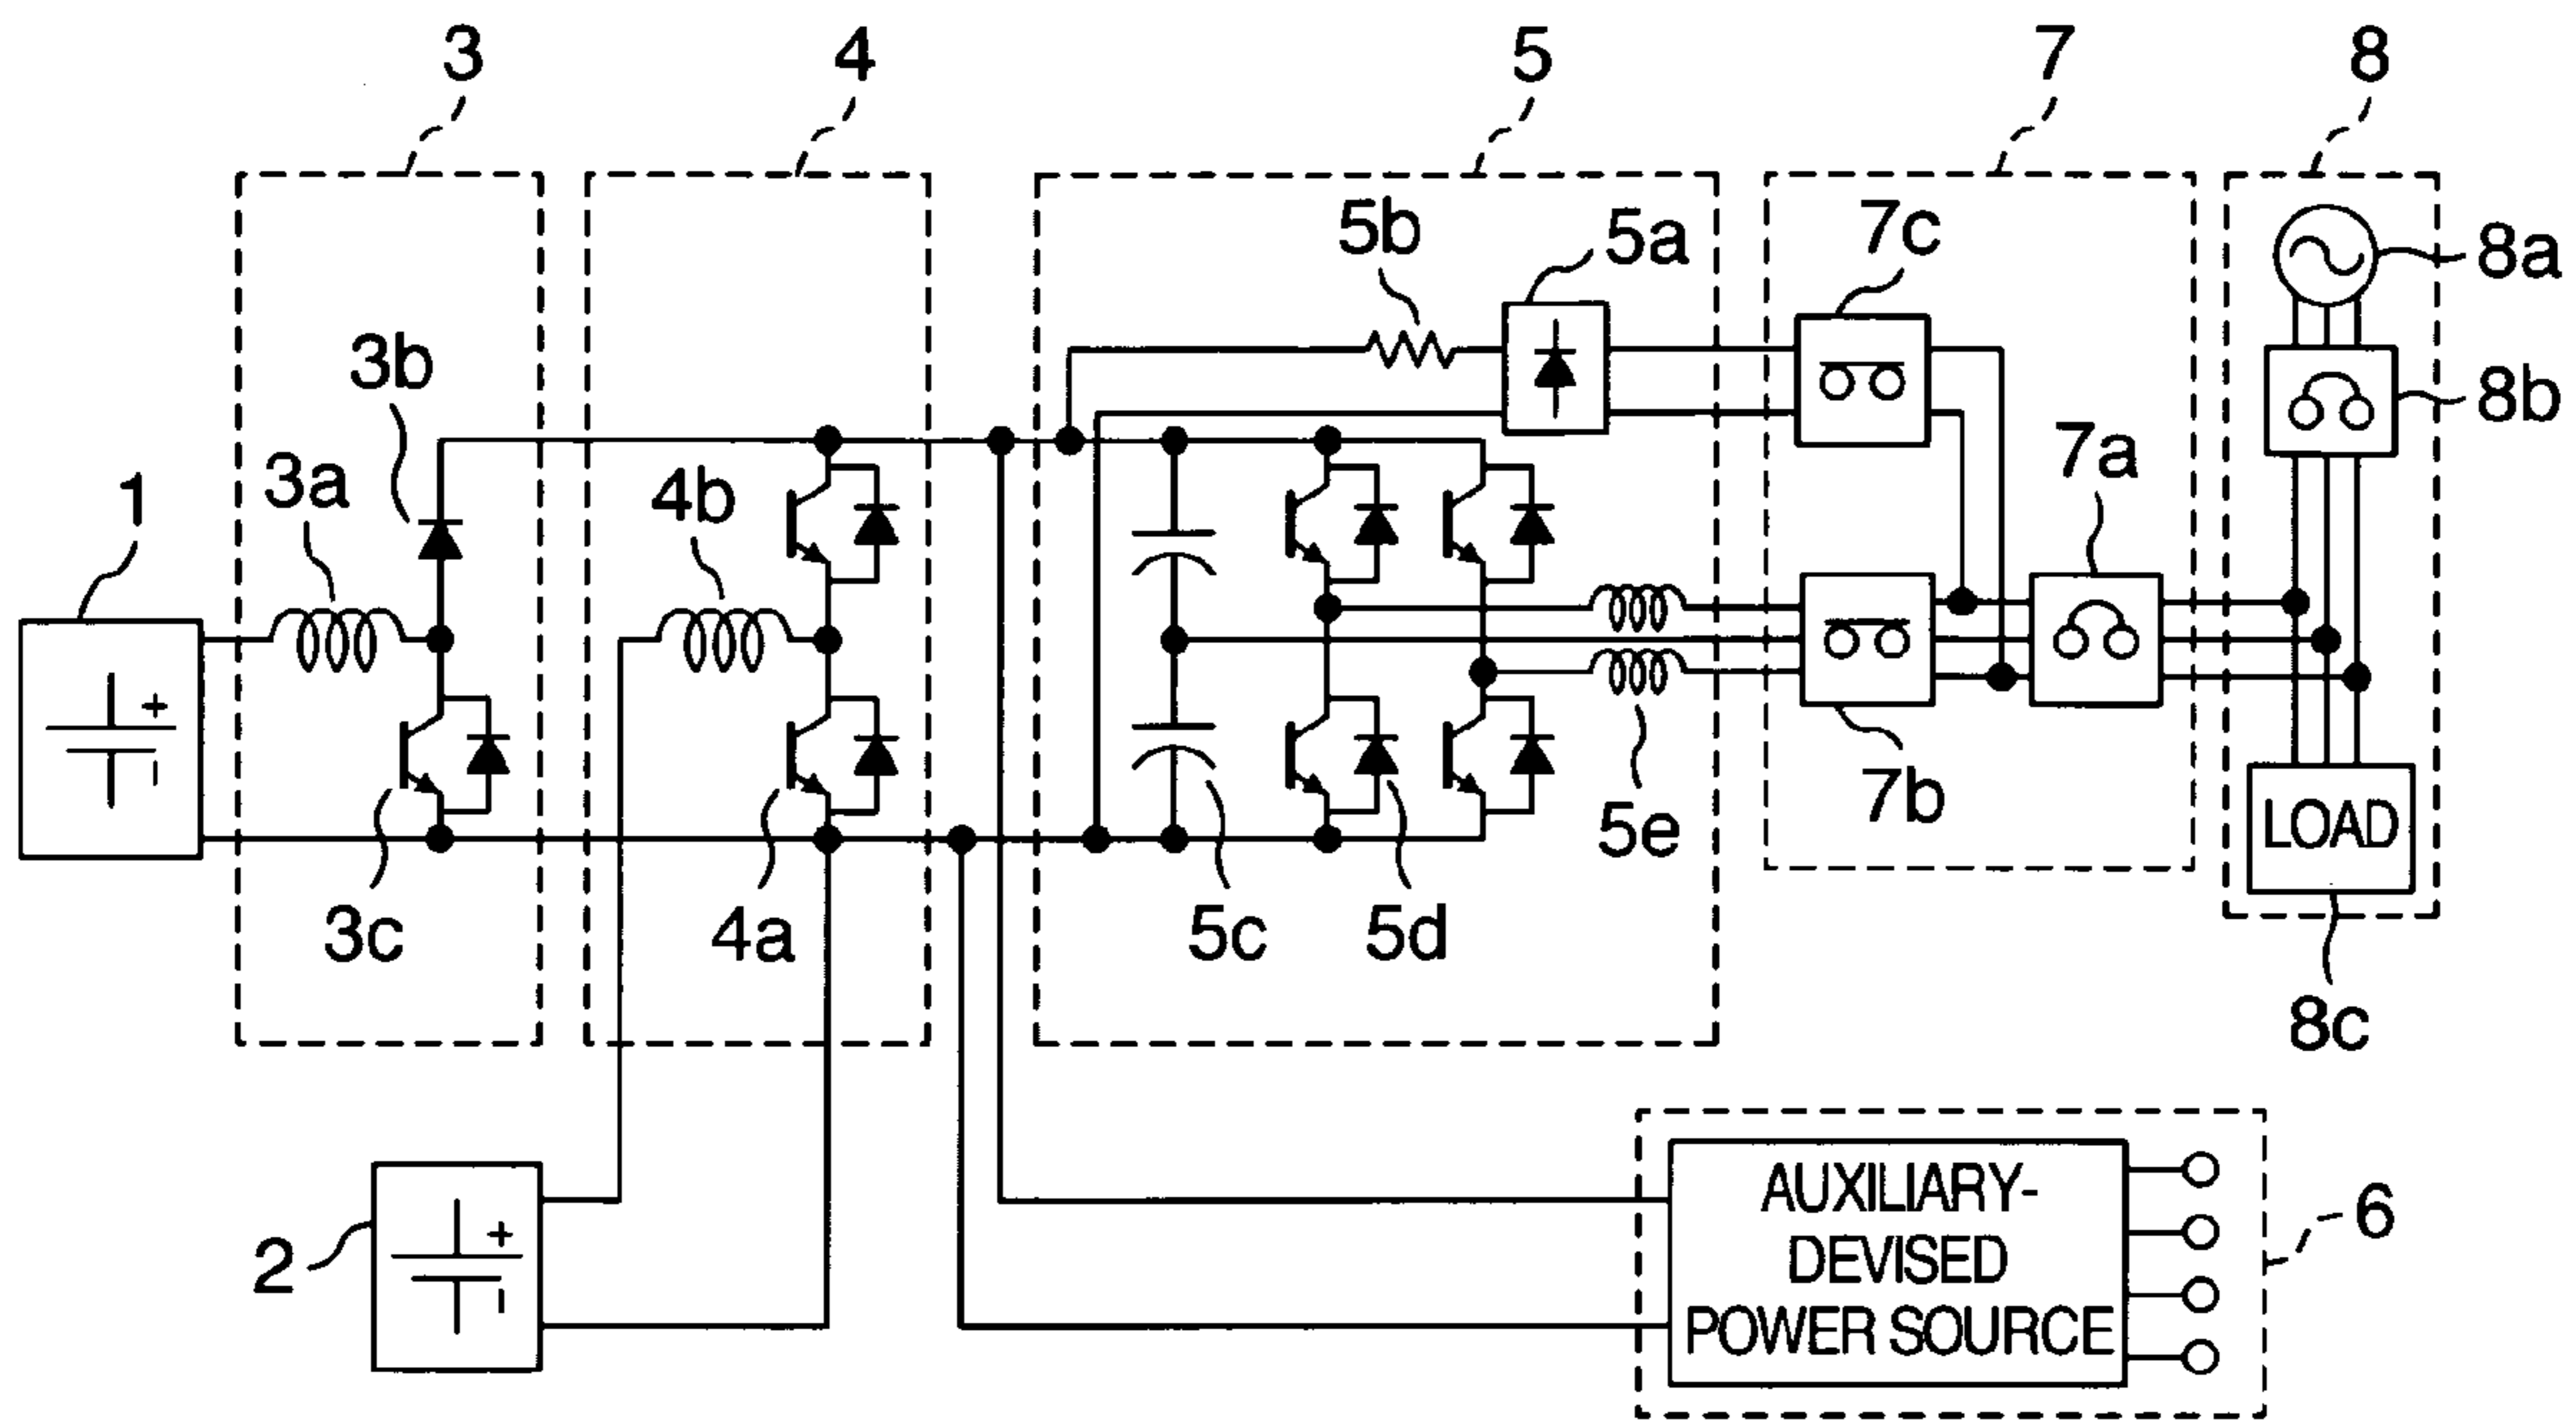 3
4
5
7
8
5b
5a
7c
8a
3b
8b
3a
1
4b
7a
7b
5e
LOAD
3c
4a
5c
5d
8c
AUXILIARY-
DEVISED
POWER SOURCE
6
2
+
−
+
−